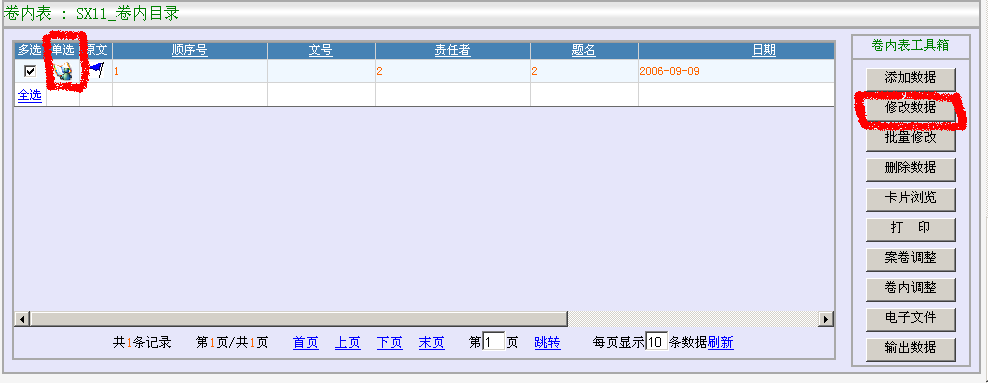 卷内表 : SX11_卷内目录
多选 单选 原文 顺序号 文号 责任者 题名 日期
1 2 2 2006-09-09
全选
共1条记录 第1页/共1页 首页 上页 下页 末页 第1页 跳转 每页显示10条数据刷新
卷内表工具箱
添加数据
修改数据
批量修改
删除数据
卡片浏览
打 印
案卷调整
卷内调整
电子文件
输出数据